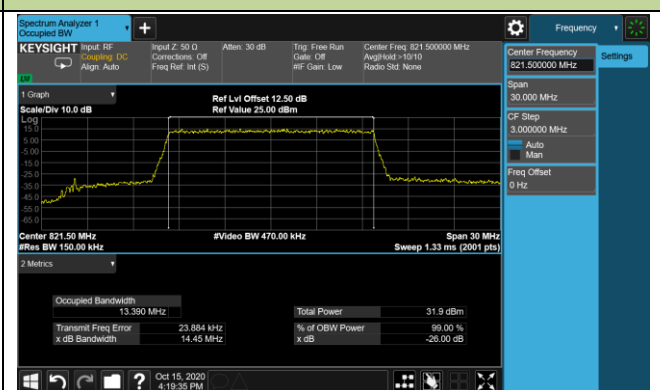 Spectrum Analyzer 1
Occupied BW
+
Frequency
KEYSIGHT
Input: RF
Coupling: DC
Align: Auto
Input Z: 50 Ω
Corrections: Off
Freq Ref: Int (S)
Atten: 30 dB
Trig: Free Run
Gate: Off
#IF Gain: Low
Center Freq: 821.500000 MHz
Avg|Hold:>10/10
Radio Std: None
LV
1 Graph
Scale/Div 10.0 dB
Ref Lvl Offset 12.50 dB
Ref Value 25.00 dBm
Log
15.0
5.00
-5.00
-15.0
-25.0
-35.0
-45.0
-55.0
-65.0
Center 821.50 MHz
#Res BW 150.00 kHz
#Video BW 470.00 kHz
Span 30 MHz
Sweep 1.33 ms (2001 pts)
2 Metrics
Occupied Bandwidth
13.390 MHz
Transmit Freq Error 23.884 kHz
x dB Bandwidth 14.45 MHz
Total Power 31.9 dBm
% of OBW Power 99.00 %
x dB -26.00 dB
Center Frequency
821.500000 MHz
Settings
Span
30.000 MHz
CF Step
3.000000 MHz
Auto
Man
Freq Offset
0 Hz
?
Oct 15, 2020
4:19:35 PM